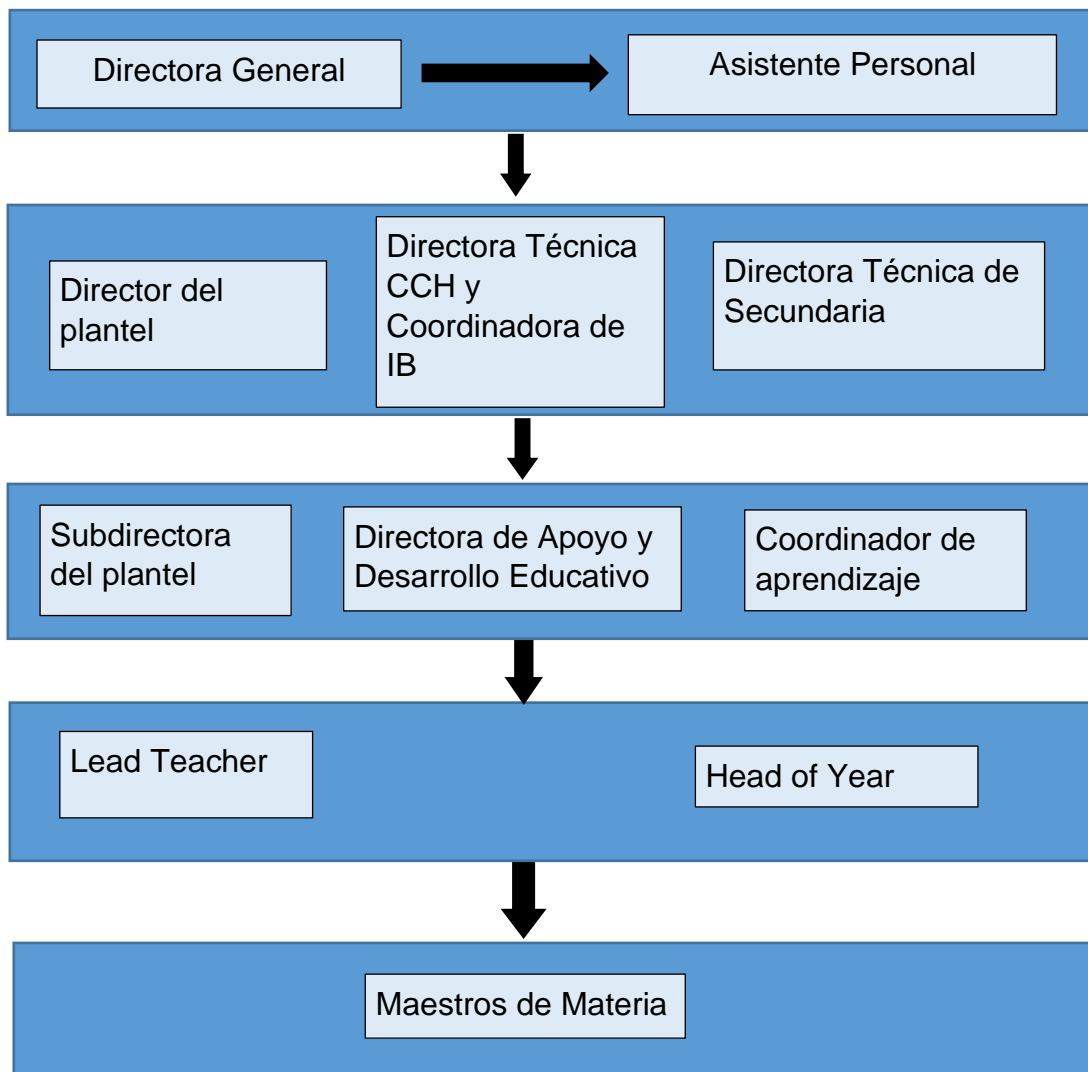 Directora General
Asistente Personal
Director del
plantel
Directora Técnica
CCH y
Coordinadora de
IB
Directora Técnica de
Secundaria
Subdirectora
del plantel
Directora de Apoyo y
Desarrollo Educativo
Coordinador de
aprendizaje
Lead Teacher
Head of Year
Maestros de Materia